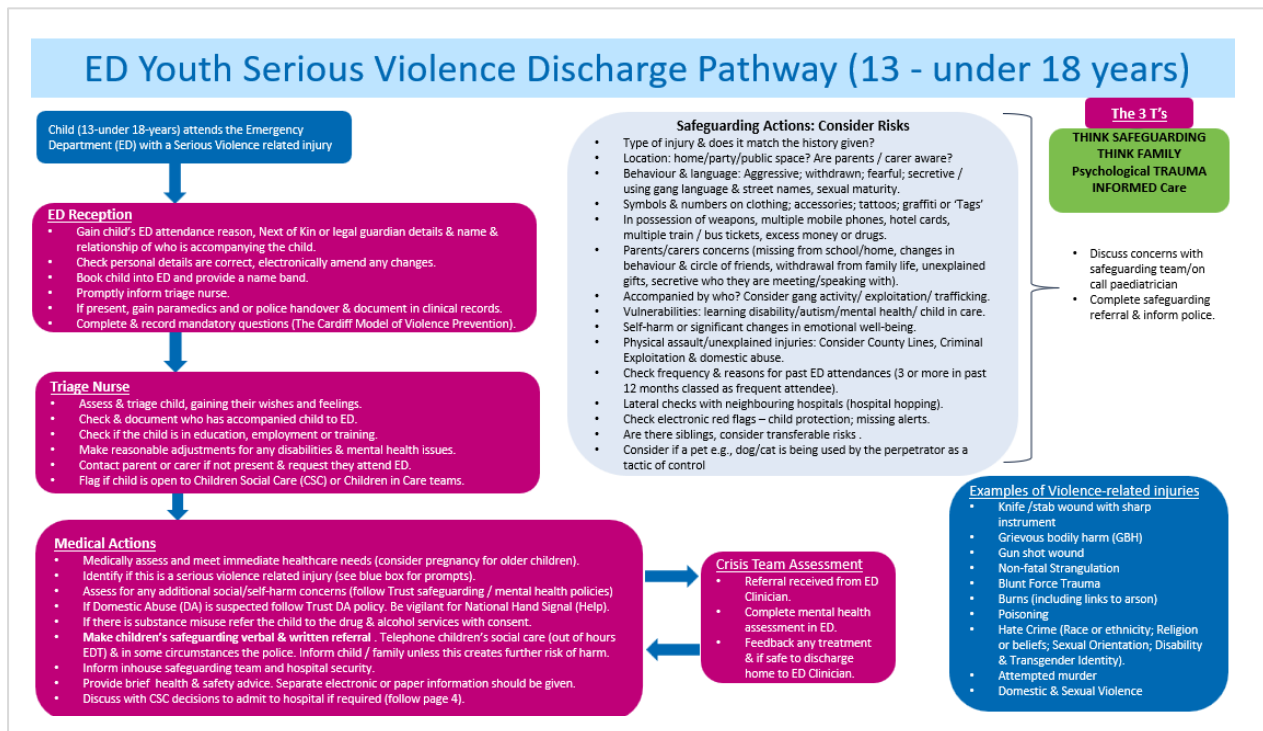 ED Youth Serious Violence Discharge Pathway (13 - under 18 years)
Child (13-under 18-years) attends the Emergency
Department (ED) with a Serious Violence related injury
ED Reception
• Gain child's ED attendance reason, Next of Kin or legal guardian details & name &
relationship of who is accompanying the child.
• Check personal details are correct, electronically amend any changes.
• Book child into ED and provide a name band.
• Promptly inform triage nurse.
• If present, gain paramedics and or police handover & document in clinical records.
• Complete & record mandatory questions (The Cardiff Model of Violence Prevention).
Triage Nurse
• Assess & triage child, gaining their wishes and feelings.
• Check & document who has accompanied child to ED.
• Check if the child is in education, employment or training.
• Make reasonable adjustments for any disabilities & mental health issues.
• Contact parent or carer if not present & request they attend ED.
• Flag if child is open to Children Social Care (CSC) or Children in Care teams.
Medical Actions
• Medically assess and meet immediate healthcare needs (consider pregnancy for older children).
• Identify if this is a serious violence related injury (see blue box for prompts).
• Assess for any additional social/self-harm concerns (follow Trust safeguarding / mental health policies)
• If Domestic Abuse (DA) is suspected follow Trust DA policy. Be vigilant for National Hand Signal (Help).
• If there is substance misuse refer the child to the drug & alcohol services with consent.
• Make children's safeguarding verbal & written referral . Telephone children's social care (out of hours
EDT) & in some circumstances the police. Inform child / family unless this creates further risk of harm.
• Inform inhouse safeguarding team and hospital security.
• Provide brief health & safety advice. Separate electronic or paper information should be given.
• Discuss with CSC decisions to admit to hospital if required (follow page 4).
Crisis Team Assessment
• Referral received from ED
Clinician.
• Complete mental health
assessment in ED.
• Feedback any treatment
& if safe to discharge
home to ED Clinician.
Safeguarding Actions: Consider Risks
• Type of injury & does it match the history given?
• Location: home/party/public space? Are parents / carer aware?
• Behaviour & language: Aggressive; withdrawn; fearful; secretive /
using gang language & street names, sexual maturity.
• Symbols & numbers on clothing; accessories; tattoos; graffiti or 'Tags'
• In possession of weapons, multiple mobile phones, hotel cards,
multiple train / bus tickets, excess money or drugs.
• Parents/carers concerns (missing from school/home, changes in
behaviour & circle of friends, withdrawal from family life, unexplained
gifts, secretive who they are meeting/speaking with).
• Accompanied by who? Consider gang activity/ exploitation/ trafficking.
• Vulnerabilities: learning disability/autism/mental health/ child in care.
• Self-harm or significant changes in emotional well-being.
• Physical assault/unexplained injuries: Consider County Lines, Criminal
Exploitation & domestic abuse.
• Check frequency & reasons for past ED attendances (3 or more in past
12 months classed as frequent attendee).
• Lateral checks with neighbouring hospitals (hospital hopping).
• Check electronic red flags – child protection; missing alerts.
• Are there siblings, consider transferable risks .
• Consider if a pet e.g., dog/cat is being used by the perpetrator as a
tactic of control
The 3 T's
THINK SAFEGUARDING
THINK FAMILY
Psychological TRAUMA
INFORMED Care
• Discuss concerns with
safeguarding team/on
call paediatrician
• Complete safeguarding
referral & inform police.
Examples of Violence-related injuries
• Knife /stab wound with sharp
instrument
• Grievous bodily harm (GBH)
• Gun shot wound
• Non-fatal Strangulation
• Blunt Force Trauma
• Burns (including links to arson)
• Poisoning
• Hate Crime (Race or ethnicity; Religion
or beliefs; Sexual Orientation; Disability
& Transgender Identity).
• Attempted murder
• Domestic & Sexual Violence